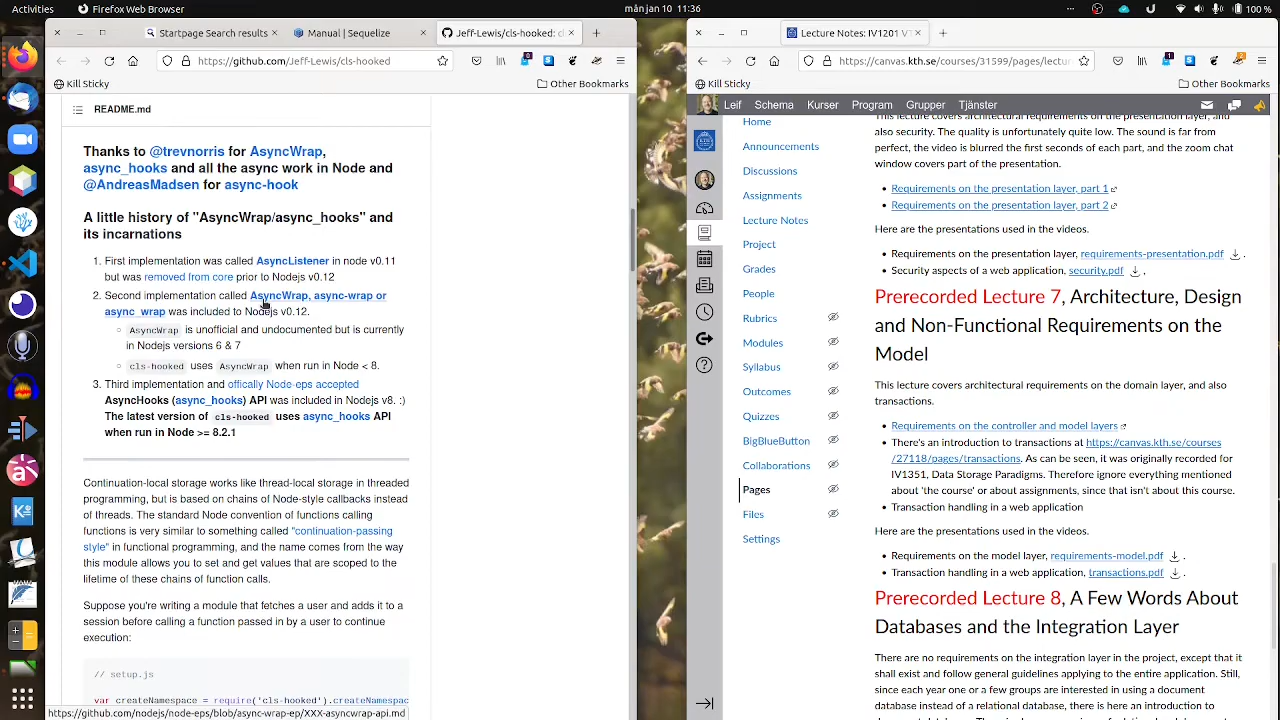 Activities
Firefox Web Browser
mån jan 10 11:36
100 %
Startpage Search results
Manual | Sequelize
Jeff-Lewis/cls-hooked: cl
https://github.com/Jeff-Lewis/cls-hooked
Kill Sticky
Other Bookmarks
README.md
Thanks to @trevnorris for AsyncWrap,
async_hooks and all the async work in Node and
@AndreasMadsen for async-hook
A little history of "AsyncWrap/async_hooks" and
its incarnations
1. First implementation was called AsyncListener in node v0.11
but was removed from core prior to Nodejs v0.12
2. Second implementation called AsyncWrap, async-wrap or
async_wrap was included to Nodejs v0.12.
AsyncWrap is unofficial and undocumented but is currently
in Nodejs versions 6 & 7
cls-hooked uses AsyncWrap when run in Node < 8.
3. Third implementation and offically Node-eps accepted
AsyncHooks (async_hooks) API was included in Nodejs v8. :)
The latest version of cls-hooked uses async_hooks API
when run in Node >= 8.2.1
Continuation-local storage works like thread-local storage in threaded
programming, but is based on chains of Node-style callbacks instead
of threads. The standard Node convention of functions calling
functions is very similar to something called "continuation-passing
style" in functional programming, and the name comes from the way
this module allows you to set and get values that are scoped to the
lifetime of these chains of function calls.
Suppose you're writing a module that fetches a user and adds it to a
session before calling a function passed in by a user to continue
execution:
// setup.js
var createNamespace = require('cls-hooked').createNamespac
https://github.com/nodejs/node-eps/blob/async-wrap-ep/XXX-asyncwrap-api.md
Lecture Notes: IV1201 VT
https://canvas.kth.se/courses/31599/pages/lectur
Kill Sticky
Other Bookmarks
Leif
Schema
Kurser
Program
Grupper
Tjänster
Home
Announcements
Discussions
Assignments
Lecture Notes
Project
Grades
People
Rubrics
Modules
Syllabus
Outcomes
Quizzes
BigBlueButton
Collaborations
Pages
Files
Settings
This lecture covers architectural requirements on the presentation layer, and
also security. The quality is unfortunately quite low. The sound is far from
perfect, the video is blurred the first seconds of each part, and the zoom chat
window covers part of the presentation.
Requirements on the presentation layer, part 1
Requirements on the presentation layer, part 2
Here are the presentations used in the videos.
Requirements on the presentation layer, requirements-presentation.pdf .
Security aspects of a web application, security.pdf .
Prerecorded Lecture 7, Architecture, Design
and Non-Functional Requirements on the
Model
This lecture covers architectural requirements on the domain layer, and also
transactions.
Requirements on the controller and model layers
There's an introduction to transactions at https://canvas.kth.se/courses
/27118/pages/transactions. As can be seen, it was originally recorded for
IV1351, Data Storage Paradigms. Therefore ignore everything mentioned
about 'the course' or about assignments, since that isn't about this course.
Transaction handling in a web application
Here are the presentations used in the videos.
Requirements on the model layer, requirements-model.pdf .
Transaction handling in a web application, transactions.pdf .
Prerecorded Lecture 8, A Few Words About
Databases and the Integration Layer
There are no requirements on the integration layer in the project, except that it
shall exist and follow general guidelines applying to the entire application. Still,
since each year one or a few groups are interested in using a document
database instead of a relational database, there is here an introduction to